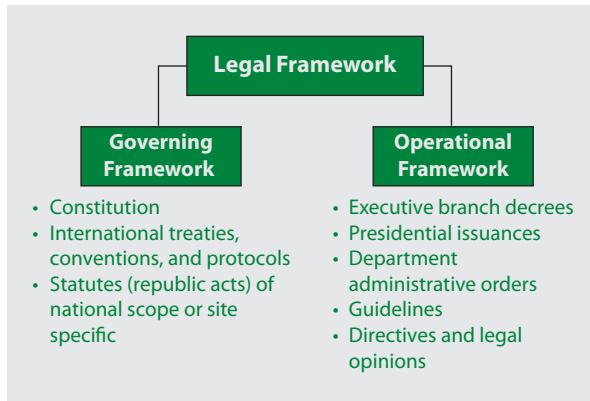 Legal Framework
Governing
Framework
• Constitution
• International treaties,
conventions, and protocols
• Statutes (republic acts) of
national scope or site
specific
Operational
Framework
• Executive branch decrees
• Presidential issuances
• Department
administrative orders
• Guidelines
• Directives and legal
opinions